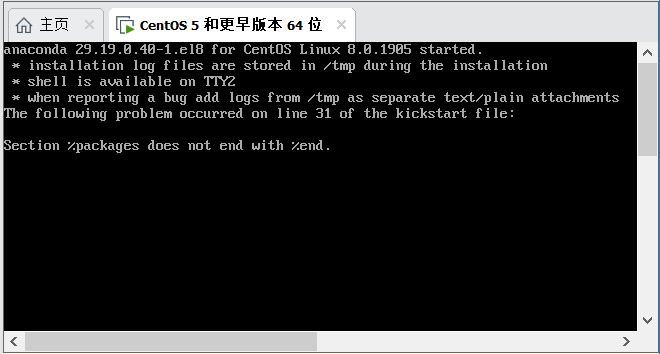 主页
CentOS 5 和更早版本 64 位
anaconda 29.19.0.40-1.el8 for CentOS Linux 8.0.1905 started.
* installation log files are stored in /tmp during the installation
* shell is available on TTY2
* when reporting a bug add logs from /tmp as separate text/plain attachments
The following problem occurred on line 31 of the kickstart file:
Section %packages does not end with %end.